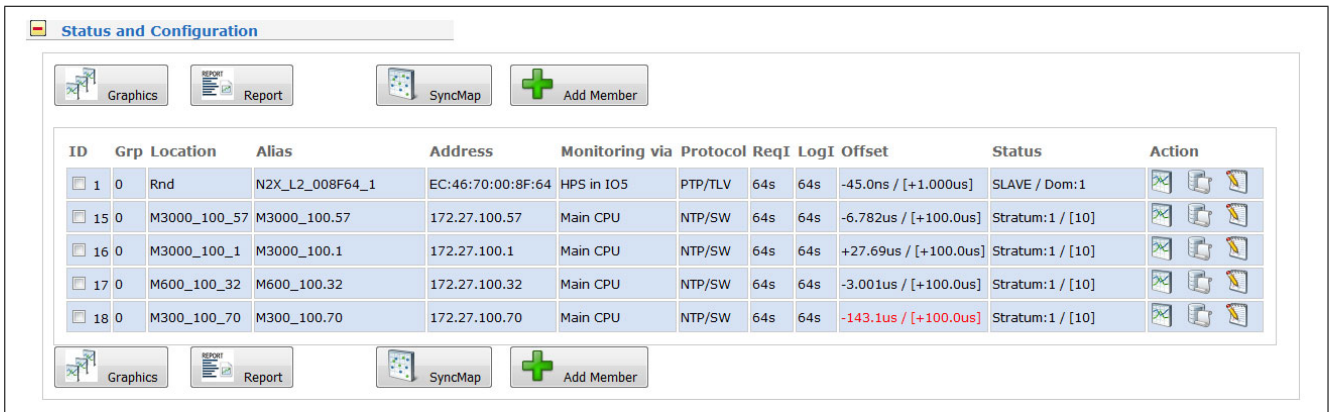 Status and Configuration
Graphics REPORT Report SyncMap Add Member
ID Grp Location Alias Address Monitoring via Protocol ReqI LogI Offset Status Action
1 0 Rnd N2X_L2_008F64_1 EC:46:70:00:8F:64 HPS in IO5 PTP/TLV 64s 64s -45.0ns / [+1.000us] SLAVE / Dom:1
15 0 M3000_100_57 M3000_100.57 172.27.100.57 Main CPU NTP/SW 64s 64s -6.782us / [+100.0us] Stratum:1 / [10]
16 0 M3000_100_1 M3000_100.1 172.27.100.1 Main CPU NTP/SW 64s 64s +27.69us / [+100.0us] Stratum:1 / [10]
17 0 M600_100_32 M600_100.32 172.27.100.32 Main CPU NTP/SW 64s 64s -3.001us / [+100.0us] Stratum:1 / [10]
18 0 M300_100_70 M300_100.70 172.27.100.70 Main CPU NTP/SW 64s 64s -143.1us / [+100.0us] Stratum:1 / [10]
Graphics REPORT Report SyncMap Add Member